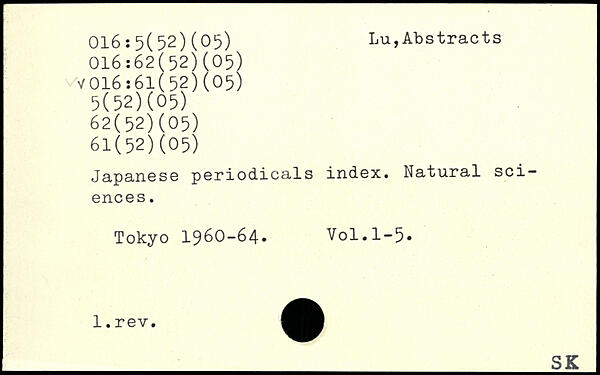 016:5(52)(05)
Lu,Abstracts
016:62(52)(05)
√016:61(52)(05)
5(52)(05)
62(52)(05)
61(52)(05)
Japanese periodicals index. Natural sci-
ences.
Tokyo 1960-64. Vol.1-5.
1.rev.
SK